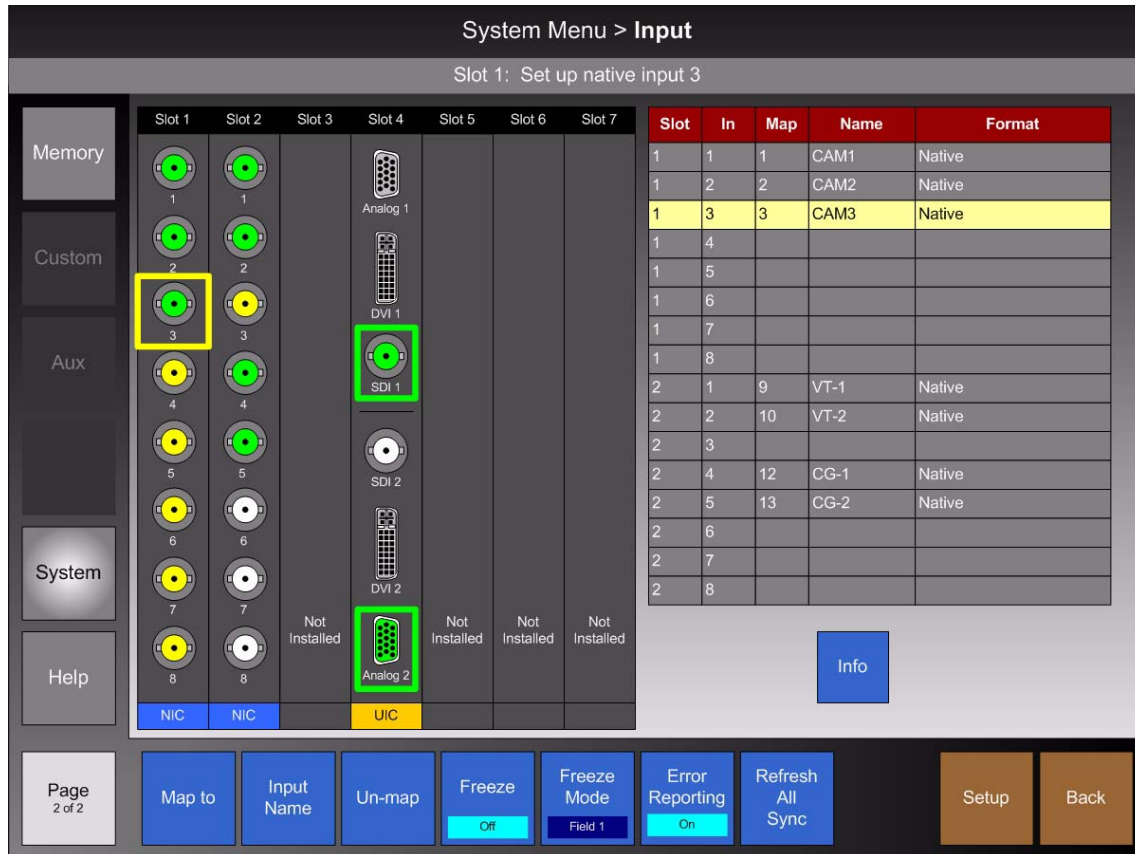 System Menu > Input
Slot 1: Set up native input 3
Memory
Custom
Aux
System
Help
Page
2 of 2
Slot 1 Slot 2 Slot 3 Slot 4 Slot 5 Slot 6 Slot 7
1
2
3
4
5
6
7
8
NIC
1
2
3
4
5
6
7
8
NIC
Not
Installed
Analog 1
DVI 1
SDI 1
SDI 2
DVI 2
Analog 2
UIC
Not
Installed
Not
Installed
Not
Installed
Slot In Map Name Format
1 1 1 CAM1 Native
1 2 2 CAM2 Native
1 3 3 CAM3 Native
1 4
1 5
1 6
1 7
1 8
2 1 9 VT-1 Native
2 2 10 VT-2 Native
2 3
2 4 12 CG-1 Native
2 5 13 CG-2 Native
2 6
2 7
2 8
Info
Map to
Input
Name
Un-map
Freeze
Off
Freeze
Mode
Field 1
Error
Reporting
On
Refresh
All
Sync
Setup
Back